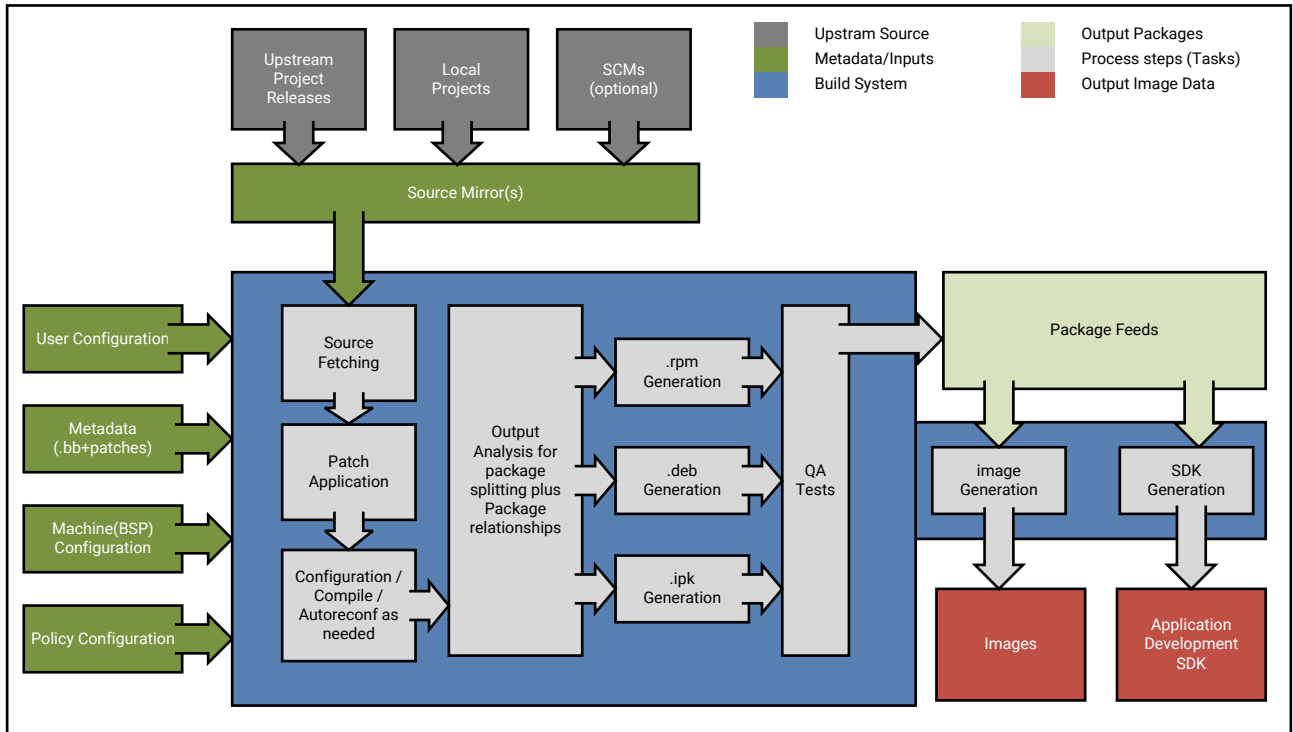 Upstream
Project
Releases
Local
Projects
SCMs
(optional)
Upstram Source
Metadata/Inputs
Build System
Output Packages
Process steps (Tasks)
Output Image Data
Source Mirror(s)
User Configuration
Metadata
(.bb+patches)
Machine(BSP)
Configuration
Policy Configuration
Source
Fetching
Patch
Application
Configuration /
Compile /
Autoreconf as
needed
Output
Analysis for
package
splitting plus
Package
relationships
.rpm
Generation
.deb
Generation
.ipk
Generation
QA
Tests
Package Feeds
image
Generation
SDK
Generation
Images
Application
Development
SDK